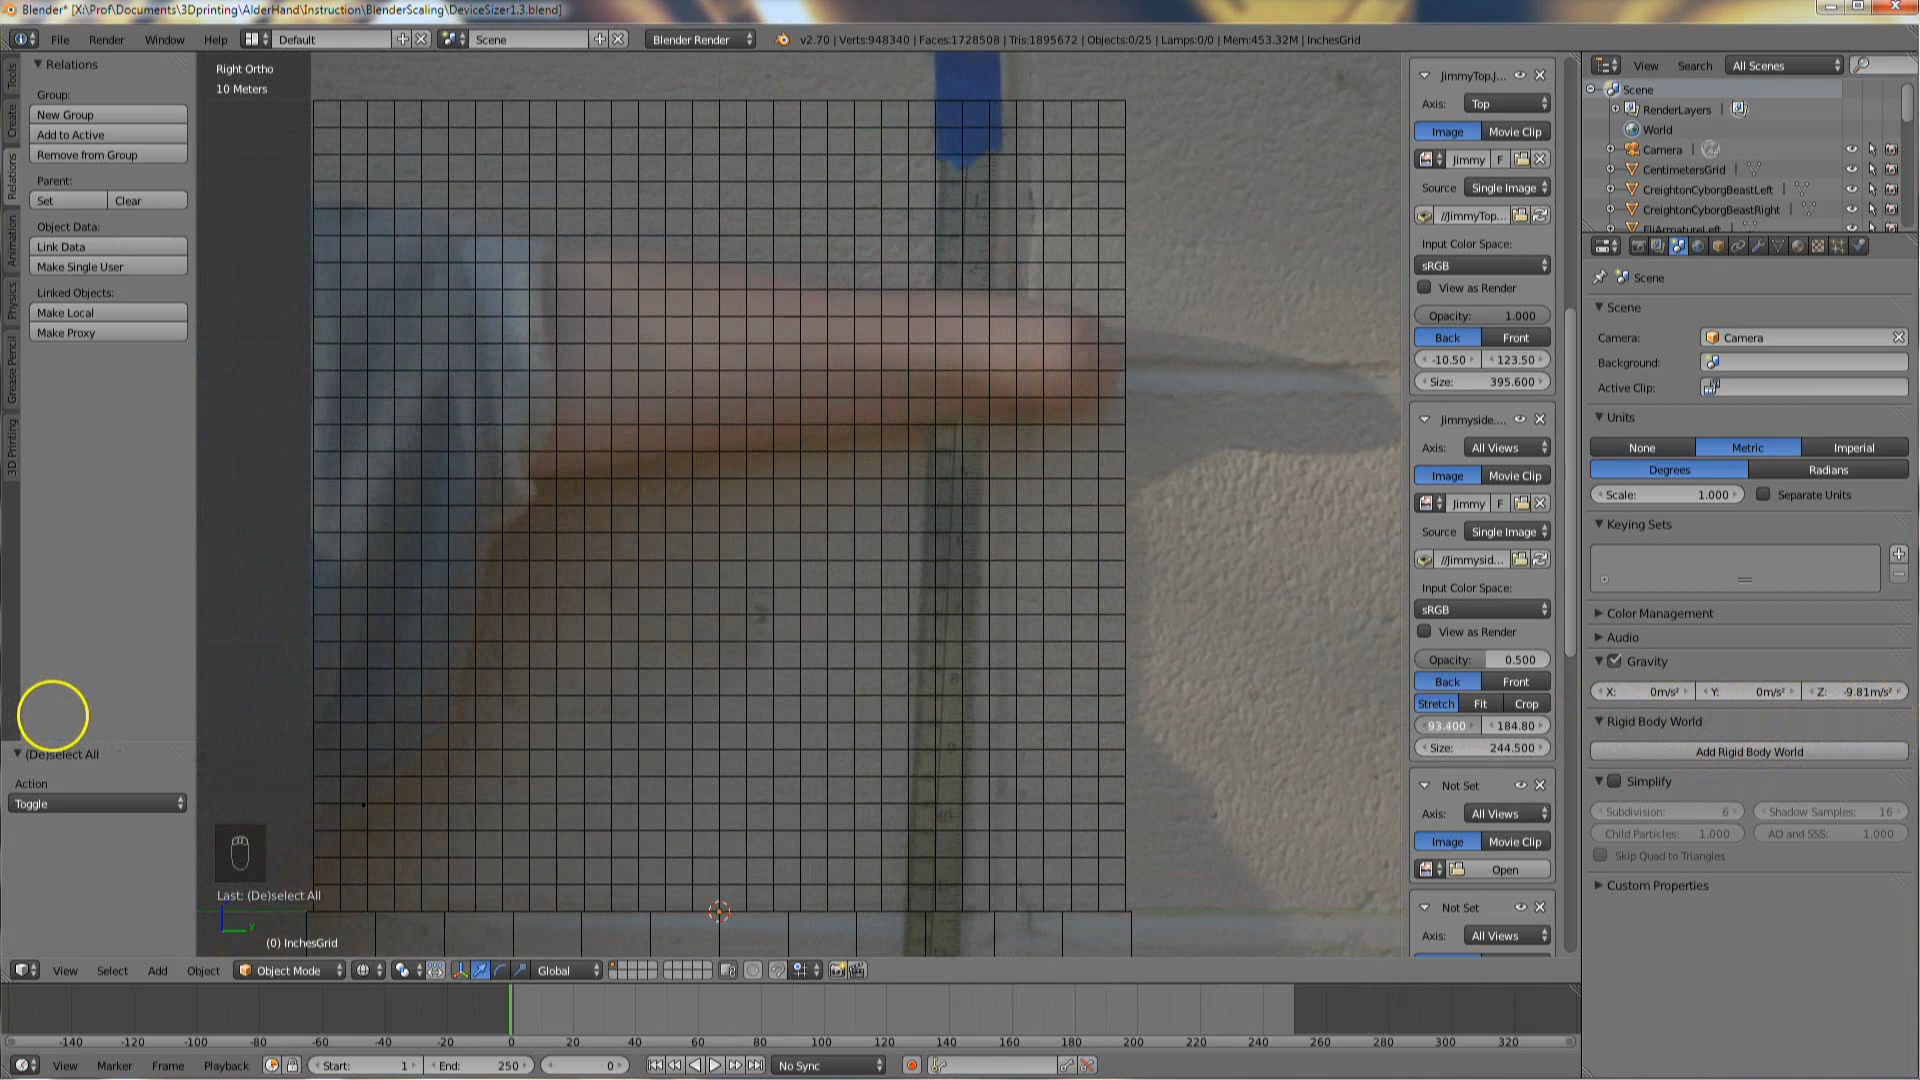 Blender* [X:\Prof\Documents\3Dprinting\AlderHand\Instruction\BlenderScaling\DeviceSizer1.3.blend]
File Render Window Help Default Scene Blender Render v2.70 | Verts:948340 | Faces:1728508 | Tris:1895672 | Objects:0/25 | Lamps:0/0 | Mem:453.32M | InchesGrid
Tools
Create
Relations
Animation
Physics
Grease Pencil
3D Printing
Relations
Group:
New Group
Add to Active
Remove from Group
Parent:
Set Clear
Object Data:
Link Data
Make Single User
Linked Objects:
Make Local
Make Proxy
(De)select All
Action
Toggle
Right Ortho
10 Meters
Last: (De)select All
y
(0) InchesGrid
JimmyTop.J...
Axis: Top
Image Movie Clip
Jimmy F
Source Single Image
//JimmyTop...
Input Color Space:
sRGB
View as Render
Opacity: 1.000
Back Front
-10.50 123.50
Size: 395.600
Jimmyside....
Axis: All Views
Image Movie Clip
Jimmy F
Source Single Image
//Jimmysid...
Input Color Space:
sRGB
View as Render
Opacity: 0.500
Back Front
Stretch Fit Crop
93.400 184.80
Size: 244.500
Not Set
Axis: All Views
Image Movie Clip
Open
Not Set
Axis: All Views
View Search All Scenes
Scene
RenderLayers |
World
Camera |
CentimetersGrid
CreightonCyborgBeastLeft
CreightonCyborgBeastRight
EliArmatureLeft
Scene
Scene
Camera: Camera
Background:
Active Clip:
Units
None Metric Imperial
Degrees Radians
Scale: 1.000 Separate Units
Keying Sets
Color Management
Audio
Gravity
X: 0m/s² Y: 0m/s² Z: -9.81m/s²
Rigid Body World
Add Rigid Body World
Simplify
Subdivision: 6 Shadow Samples: 16
Child Particles: 1.000 AO and SSS: 1.000
Skip Quad to Triangles
Custom Properties
View Select Add Object Object Mode Global
-140 -120 -100 -80 -60 -40 -20 0 20 40 60 80 100 120 140 160 180 200 220 240 260 280 300 320
View Marker Frame Playback Start: 1 End: 250 0 No Sync